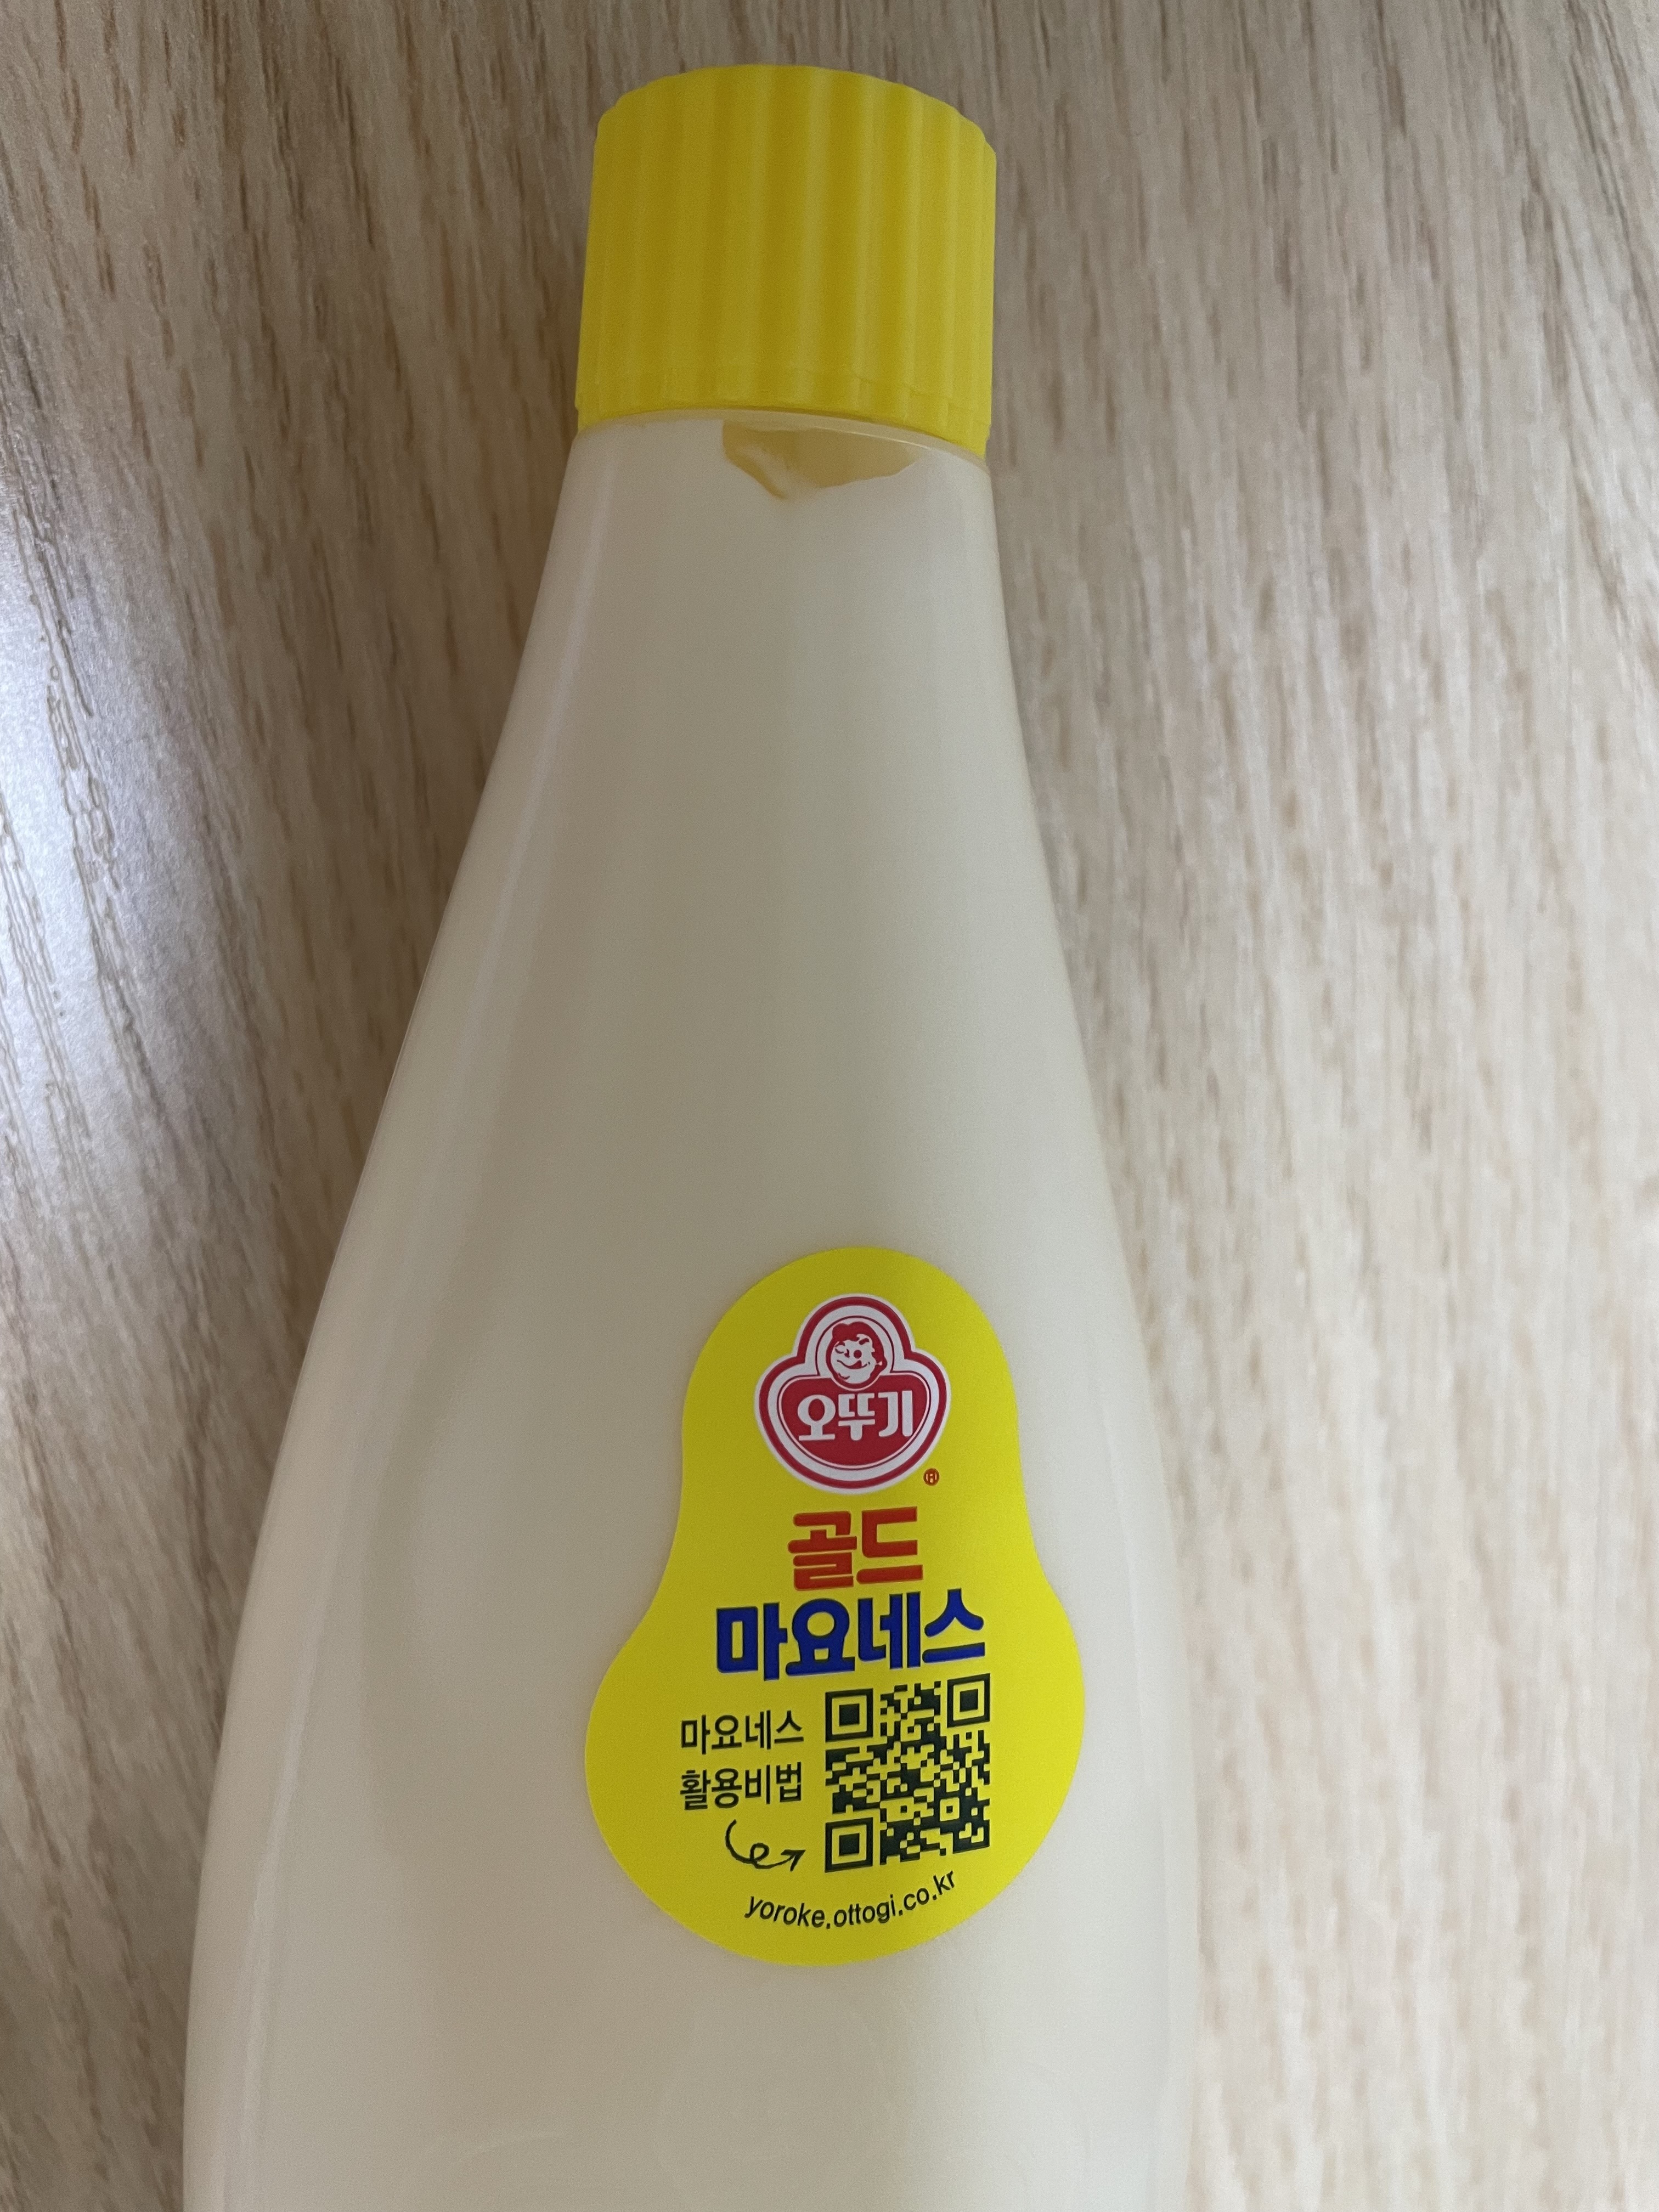 오뚜기
®
골드
마요네스
마요네스
활용비법
yoroke.ottogi.co.kr